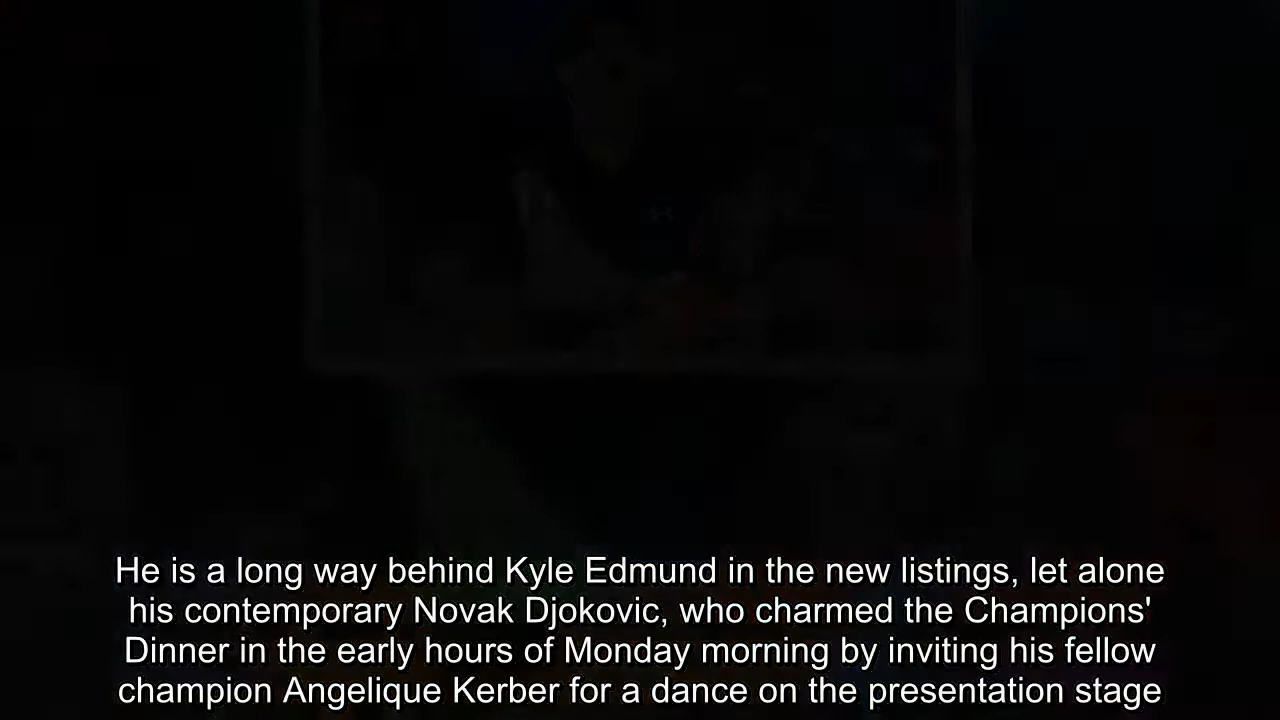 He is a long way behind Kyle Edmund in the new listings, let alone
his contemporary Novak Djokovic, who charmed the Champions'
Dinner in the early hours of Monday morning by inviting his fellow
champion Angelique Kerber for a dance on the presentation stage